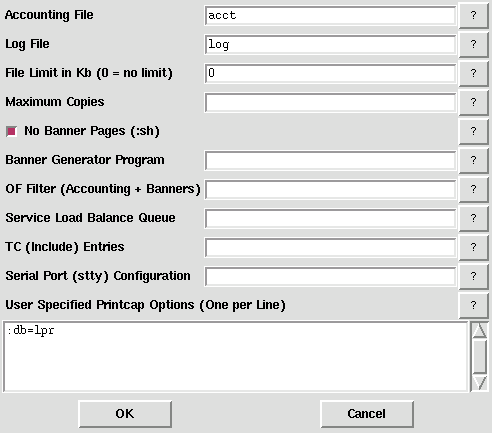 Accounting File acct ?
Log File log ?
File Limit in Kb (0 = no limit) 0 ?
Maximum Copies ?
No Banner Pages (:sh) ?
Banner Generator Program ?
OF Filter (Accounting + Banners) ?
Service Load Balance Queue ?
TC (Include) Entries ?
Serial Port (stty) Configuration ?
User Specified Printcap Options (One per Line) ?
:db=lpr
OK Cancel